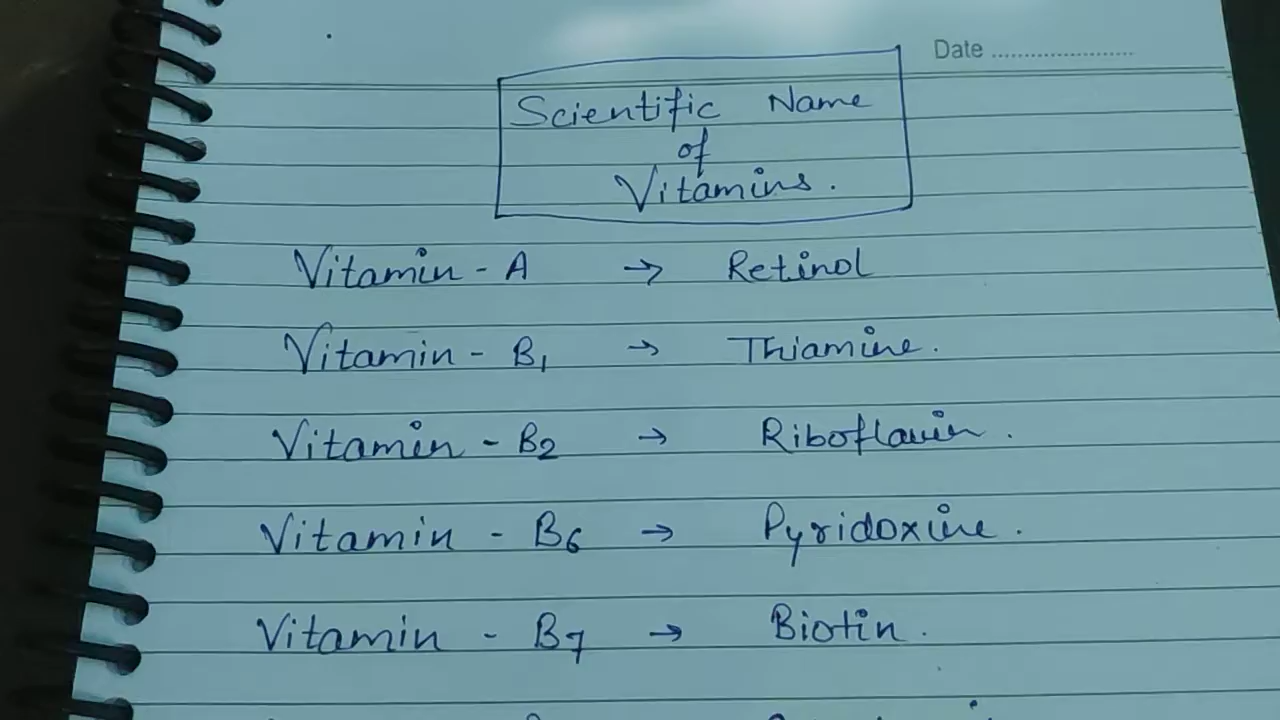 Date .....................
Scientific Name
of
Vitamins.
Vitamin - A → Retinol
Vitamin - B₁ → Thiamine.
Vitamin - B₂ → Riboflavin.
Vitamin - B₆ → Pyridoxine.
Vitamin - B₇ → Biotin.